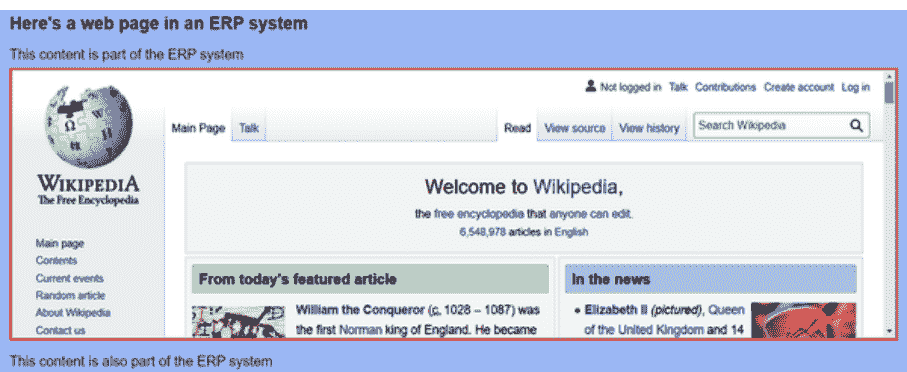 Here's a web page in an ERP system
This content is part of the ERP system
Not logged in Talk Contributions Create account Log in
Main Page Talk Read View source View history Search Wikipedia
WIKIPEDIA
The Free Encyclopedia
Welcome to Wikipedia,
the free encyclopedia that anyone can edit.
6,548,978 articles in English
Main page
Contents
Current events
Random article
About Wikipedia
Contact us
From today's featured article
William the Conqueror (c. 1028 – 1087) was
the first Norman king of England. He became
In the news
• Elizabeth II (pictured), Queen
of the United Kingdom and 14
This content is also part of the ERP system